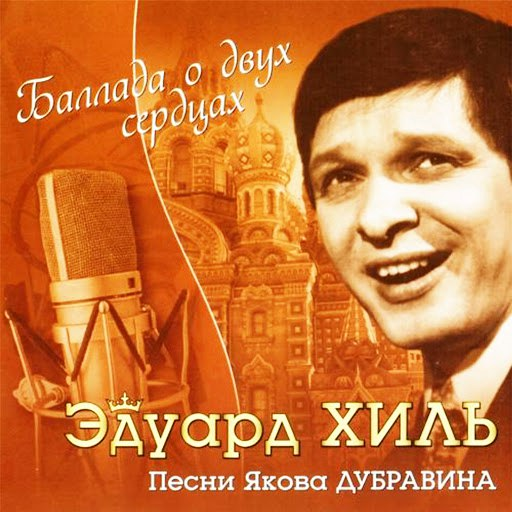 Баллада о двух
сердцах
Эдуард ХИЛЬ
Песни Якова ДУБРАВИНА